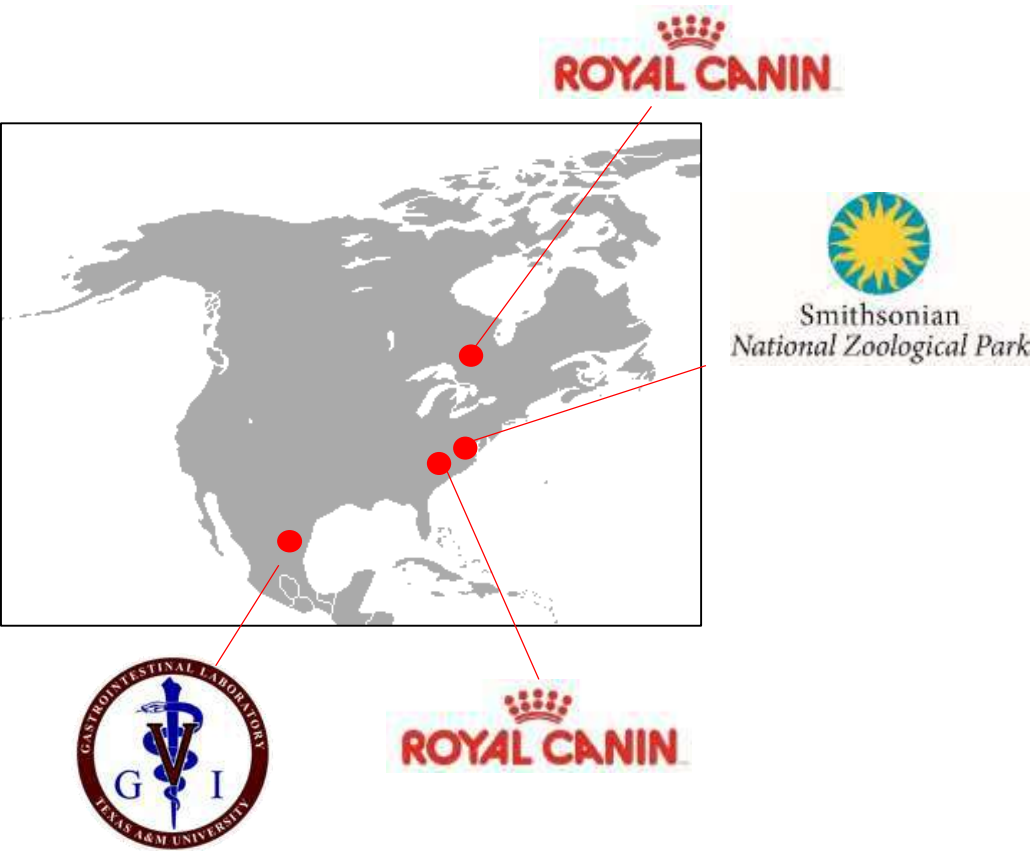 ROYAL CANIN
Smithsonian
National Zoological Park
GASTROINTESTINAL LABORATORY
G V I
TEXAS A&M UNIVERSITY
ROYAL CANIN